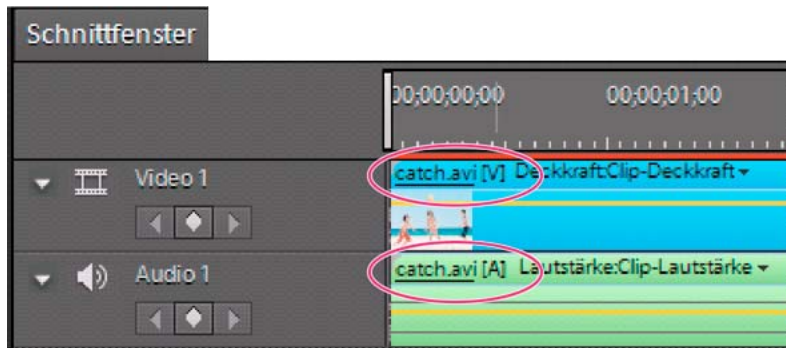 Schnittfenster
00;00;00;00 00;00;01;00
Video 1 catch.avi [V] Deckkraft:Clip-Deckkraft
Audio 1 catch.avi [A] Lautstärke:Clip-Lautstärke